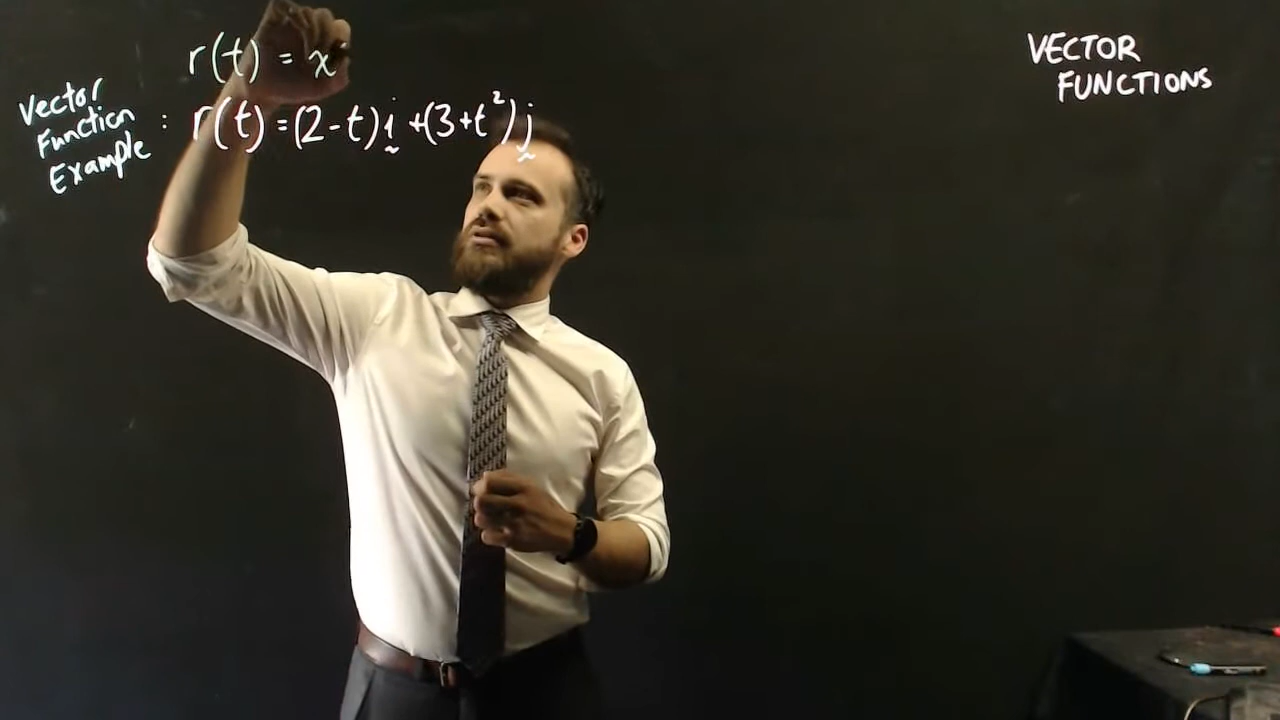 r(t) = x
Vector
Function
Example
: r(t) = (2-t)i + (3+t²)j
VECTOR
FUNCTIONS